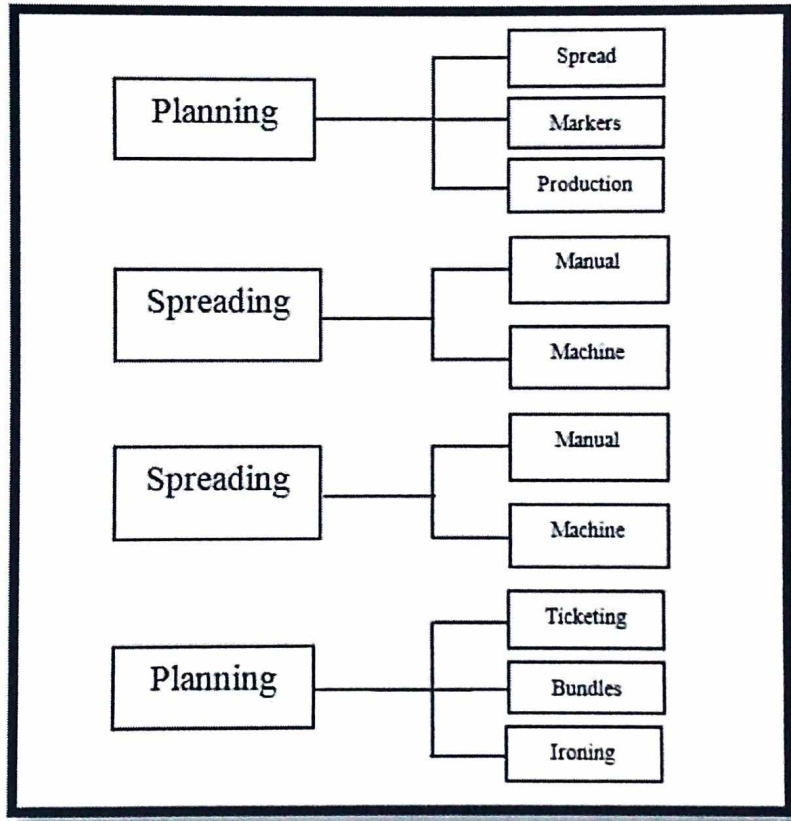 Planning
Spread
Markers
Production
Spreading
Manual
Machine
Spreading
Manual
Machine
Planning
Ticketing
Bundles
Ironing